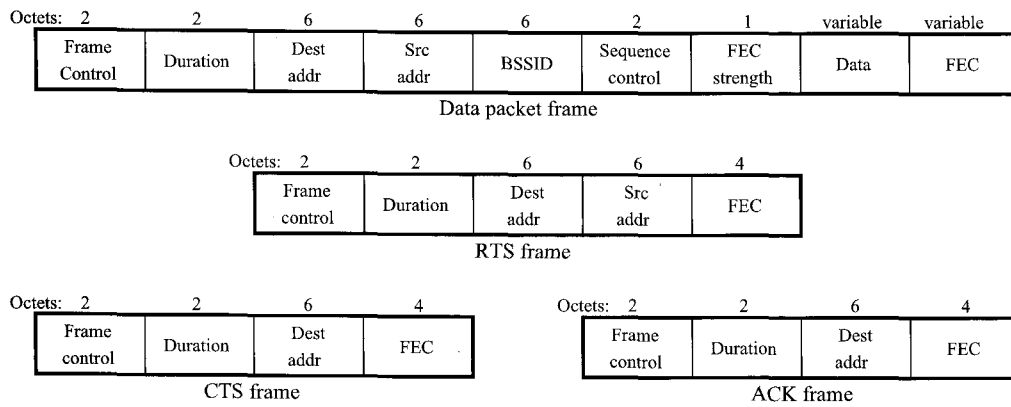 Octets: 2 2 6 6 6 2 1 variable variable
Frame Control Duration Dest addr Src addr BSSID Sequence control FEC strength Data FEC
Data packet frame
Octets: 2 2 6 6 4
Frame control Duration Dest addr Src addr FEC
RTS frame
Octets: 2 2 6 4
Frame control Duration Dest addr FEC
CTS frame
Octets: 2 2 6 4
Frame control Duration Dest addr FEC
ACK frame